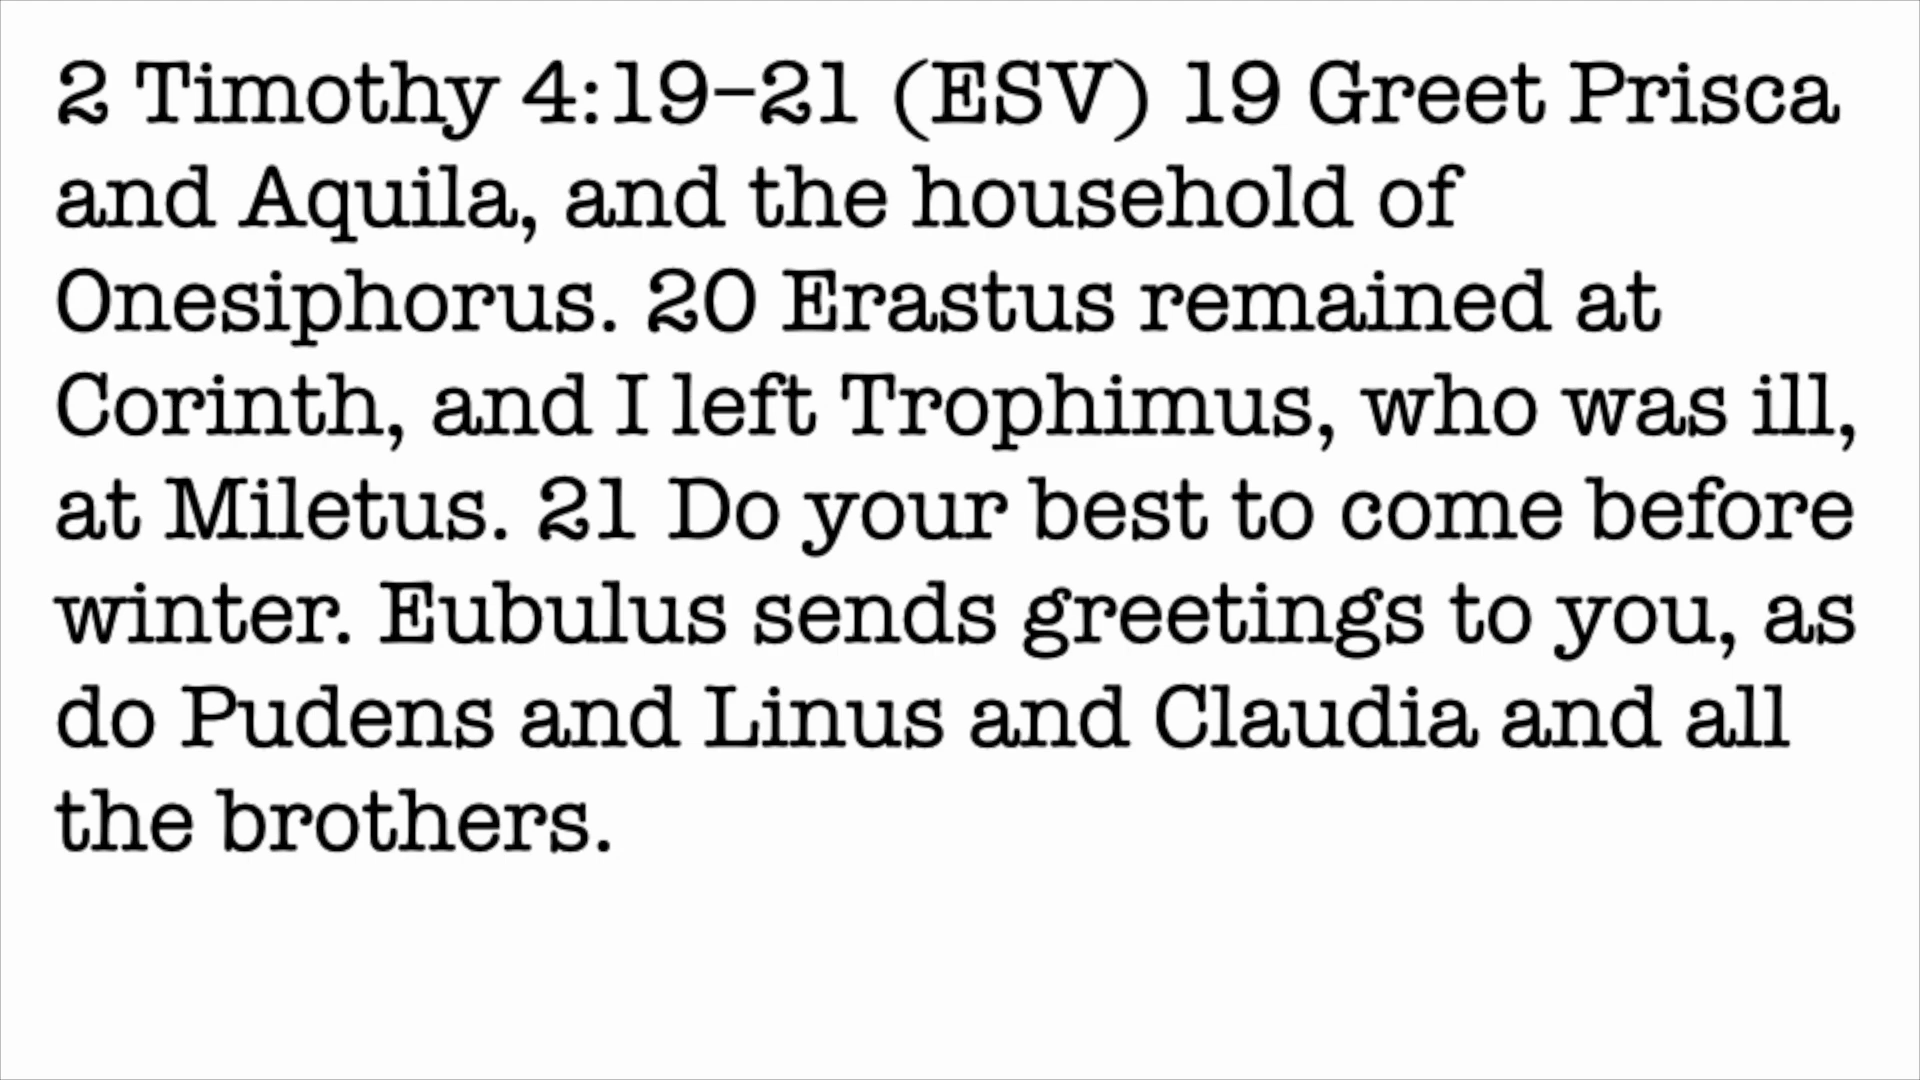 2 Timothy 4:19–21 (ESV) 19 Greet Prisca
and Aquila, and the household of
Onesiphorus. 20 Erastus remained at
Corinth, and I left Trophimus, who was ill,
at Miletus. 21 Do your best to come before
winter. Eubulus sends greetings to you, as
do Pudens and Linus and Claudia and all
the brothers.